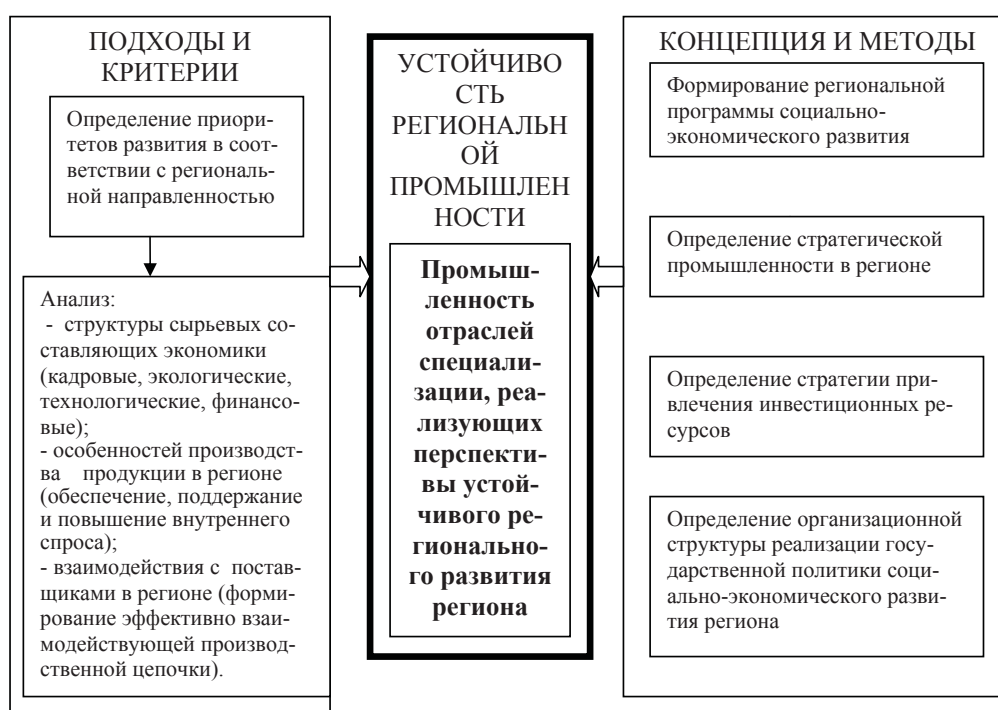 ПОДХОДЫ И
КРИТЕРИИ
Определение приори-
тетов развития в соот-
ветствии с региональ-
ной направленностью
Анализ:
- структуры сырьевых со-
ставляющих экономики
(кадровые, экологические,
технологические, финансо-
вые);
- особенностей производст-
ва продукции в регионе
(обеспечение, поддержание
и повышение внутреннего
спроса);
- взаимодействия с постав-
щиками в регионе (форми-
рование эффективно взаи-
модействующей производ-
ственной цепочки).
УСТОЙЧИВО
СТЬ
РЕГИОНАЛЬН
ОЙ
ПРОМЫШЛЕН
НОСТИ
Промыш-
ленность
отраслей
специали-
зации, реа-
лизующих
перспекти-
вы устой-
чивого ре-
гионально-
го развития
региона
КОНЦЕПЦИЯ И МЕТОДЫ
Формирование региональной
программы социально-
экономического развития
Определение стратегической
промышленности в регионе
Определение стратегии при-
влечения инвестиционных ре-
сурсов
Определение организационной
структуры реализации госу-
дарственной политики соци-
ально-экономического разви-
тия региона